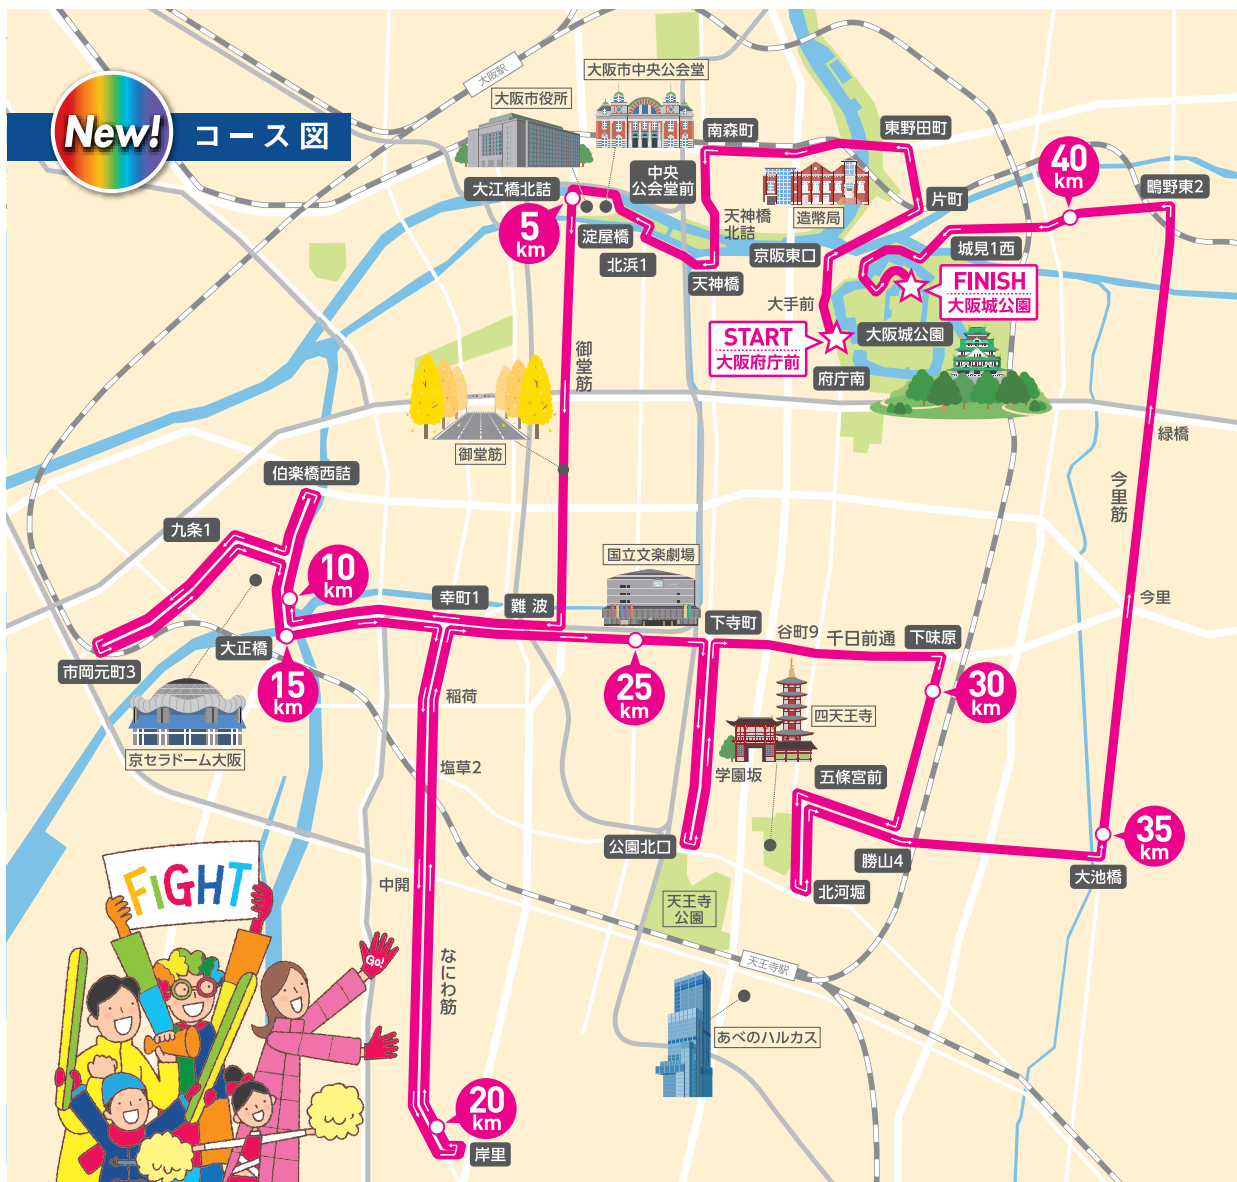 New!
コース図
大阪駅
大阪市中央公会堂
大阪市役所
南森町
東野田町
40
km
鴫野東2
中央
公会堂前
大江橋北詰
片町
造幣局
天神橋
北詰
5
km
淀屋橋
北浜1
天神橋
京阪東口
城見1西
FINISH
大阪城公園
大手前
START
大阪府庁前
大阪城公園
府庁南
御堂筋
御堂筋
緑橋
今里筋
今里
伯楽橋西詰
九条1
10
km
幸町1
難波
国立文楽劇場
下寺町
谷町9
千日前通
下味原
市岡元町3
大正橋
15
km
25
km
30
km
稲荷
四天王寺
京セラドーム大阪
塩草2
学園坂
五條宮前
公園北口
勝山4
35
km
大池橋
北河堀
中開
天王寺
公園
FIGHT
なにわ筋
Go!
天王寺駅
あべのハルカス
20
km
岸里